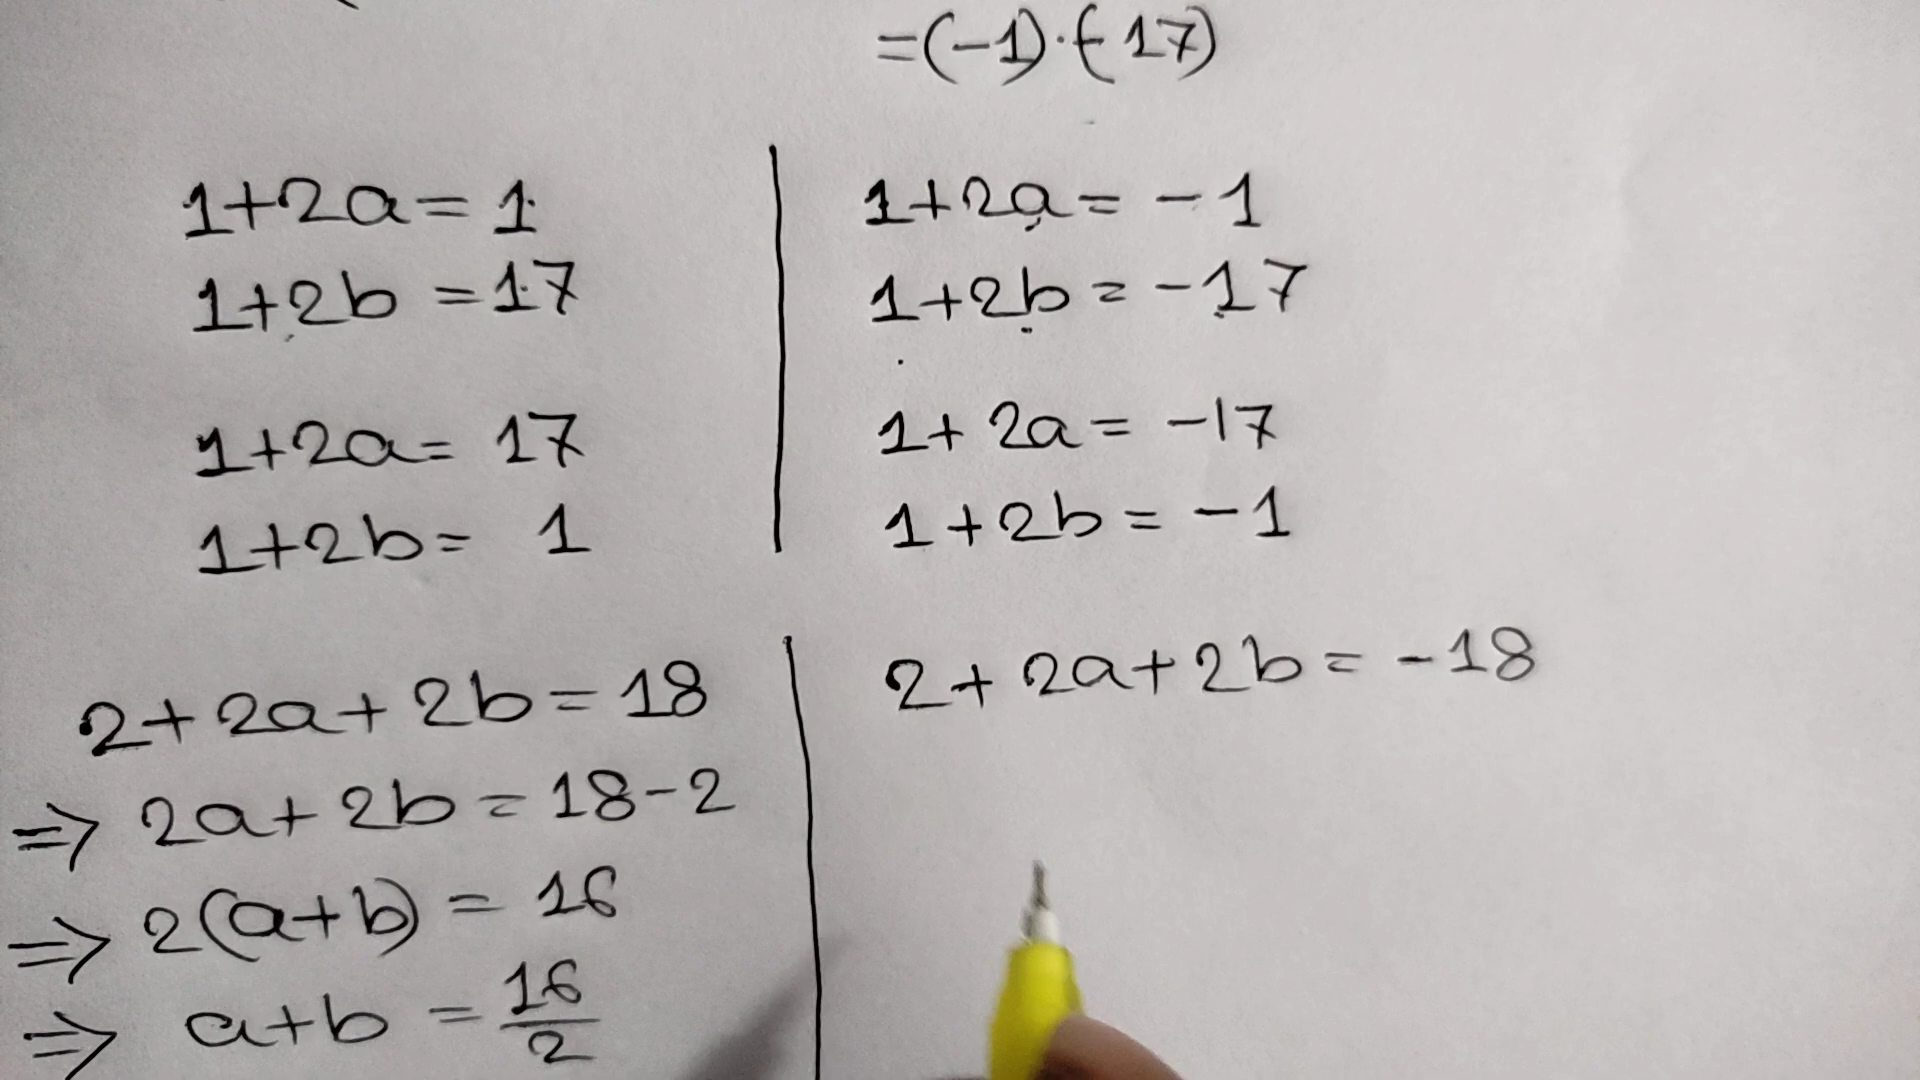 =(-1)·(-17)
1+2a=1
1+2b=17
1+2a=17
1+2b=1
1+2a=-1
1+2b=-17
1+2a=-17
1+2b=-1
2+2a+2b=18
⇒ 2a+2b=18-2
⇒ 2(a+b)=16
⇒ a+b=16/2
2+2a+2b=-18